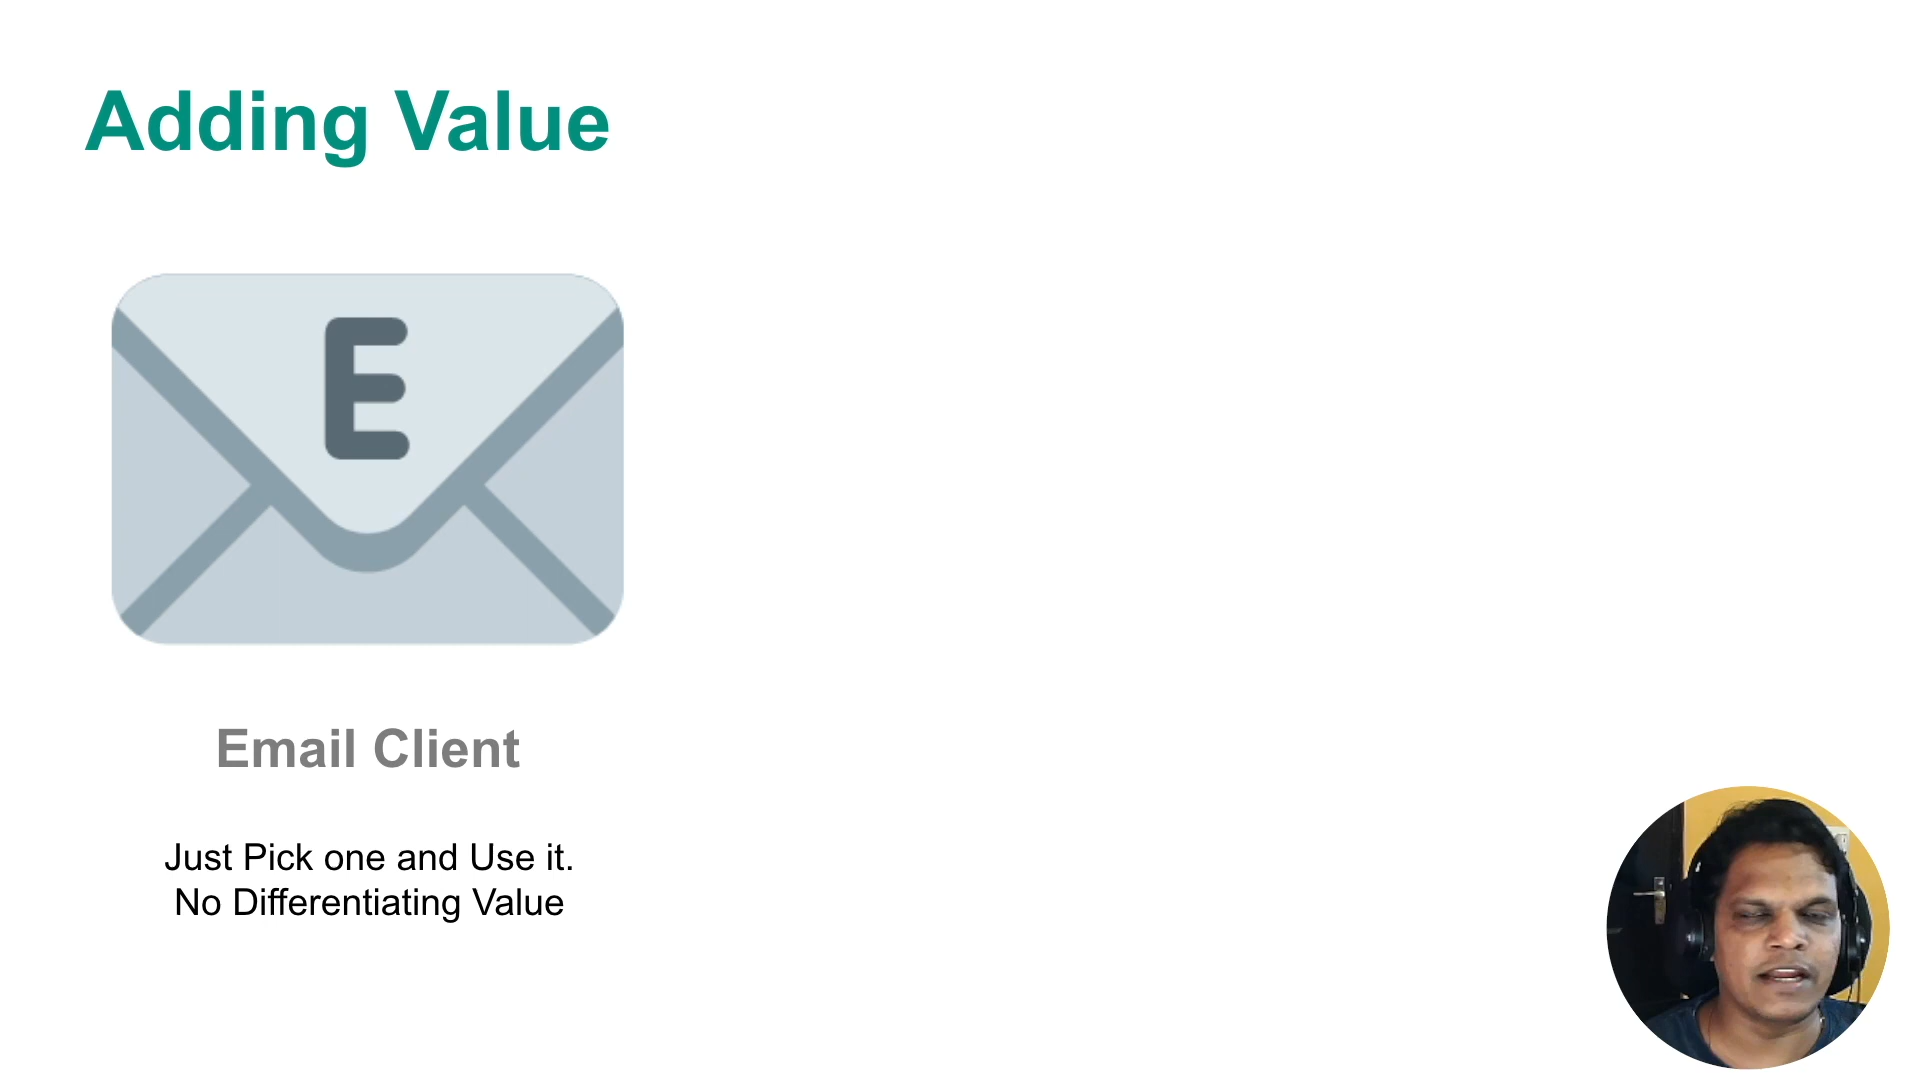 Adding Value
E
Email Client
Just Pick one and Use it.
No Differentiating Value